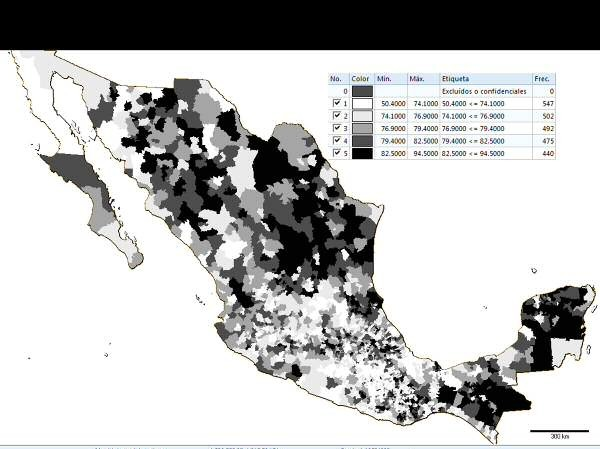 No. Color Mín. Máx. Etiqueta Frec.
0 Excluídos o confidenciales 0
1 50.4000 74.1000 50.4000 <= 74.1000 547
2 74.1000 76.9000 74.1000 <= 76.9000 502
3 76.9000 79.4000 76.9000 <= 79.4000 492
4 79.4000 82.5000 79.4000 <= 82.5000 475
5 82.5000 94.5000 82.5000 <= 94.5000 440
300 km